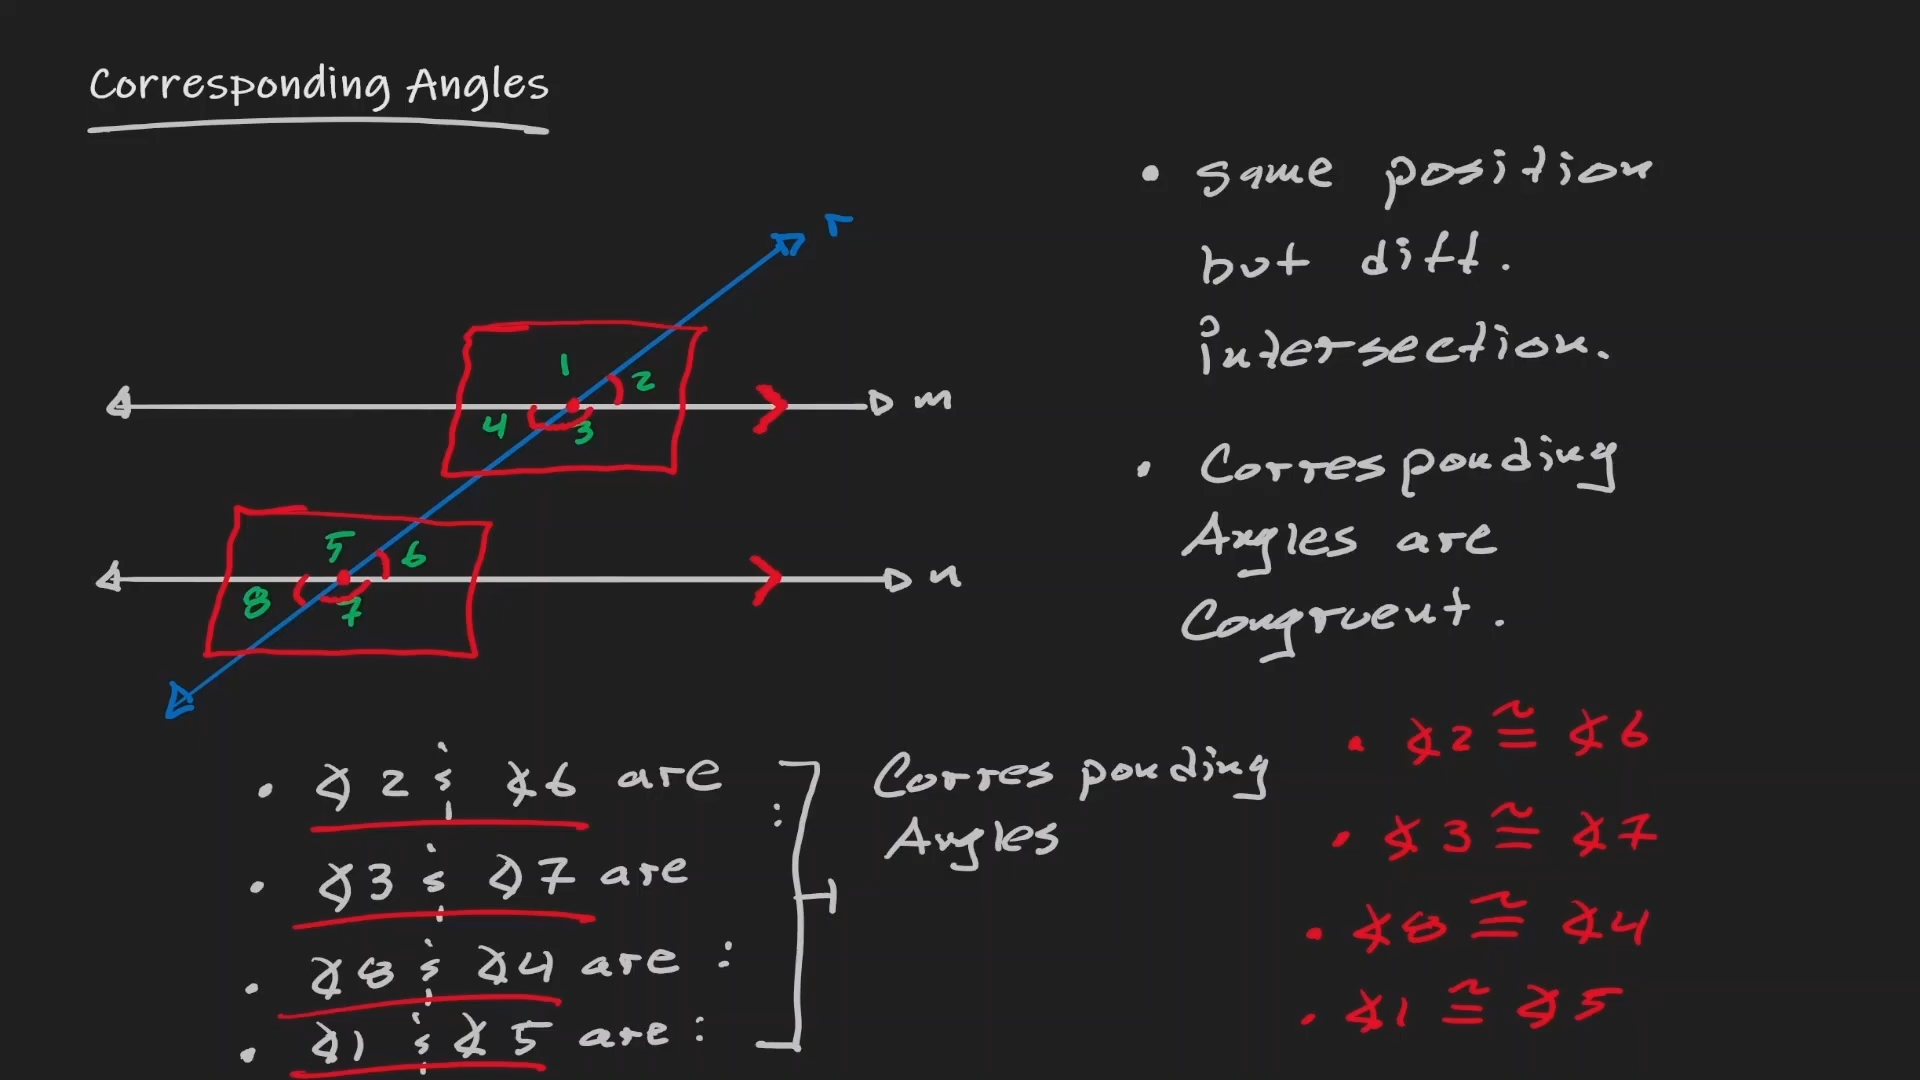 Corresponding Angles
r
1
2
m
4
3
5
6
n
8
7
• same position
but diff.
intersection.
• Corresponding
Angles are
Congruent.
• ∡2 & ∡6 are :
• ∡3 & ∡7 are
• ∡8 & ∡4 are :
• ∡1 & ∡5 are :
Corresponding
Angles
• ∡2 ≅ ∡6
• ∡3 ≅ ∡7
• ∡8 ≅ ∡4
• ∡1 ≅ ∡5